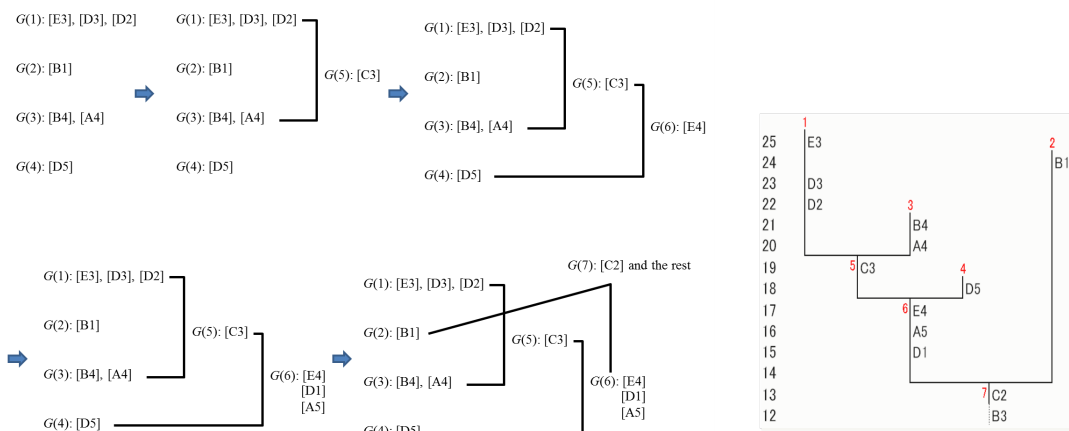 G(1): [E3], [D3], [D2]
G(2): [B1]
G(3): [B4], [A4]
G(4): [D5]
G(1): [E3], [D3], [D2]
G(2): [B1]
G(5): [C3]
G(3): [B4], [A4]
G(4): [D5]
G(1): [E3], [D3], [D2]
G(2): [B1]
G(5): [C3]
G(3): [B4], [A4]
G(6): [E4]
G(4): [D5]
G(1): [E3], [D3], [D2]
G(2): [B1]
G(5): [C3]
G(3): [B4], [A4]
G(6): [E4]
[D1]
[A5]
G(4): [D5]
G(7): [C2] and the rest
G(1): [E3], [D3], [D2]
G(2): [B1]
G(5): [C3]
G(3): [B4], [A4]
G(6): [E4]
[D1]
[A5]
G(4): [D5]
1
25 E3 2
24 B1
23 D3
22 D2 3
21 B4
20 A4
19 5 C3 4
18 D5
17 6 E4
16 A5
15 D1
14
13 7 C2
12 B3